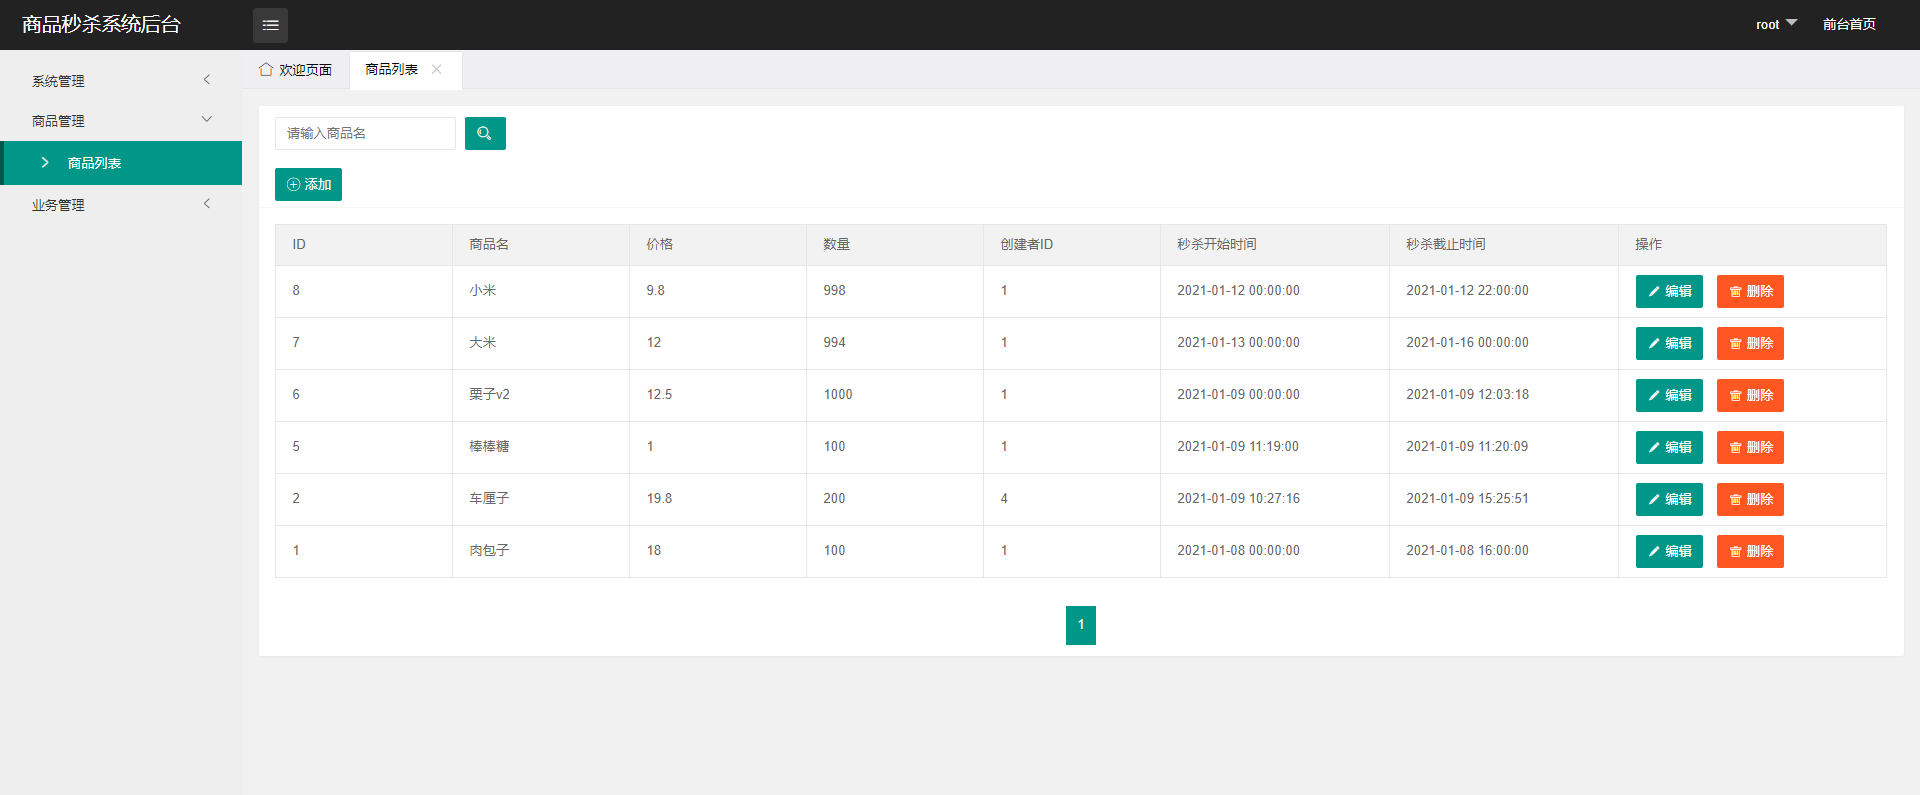 商品秒杀系统后台
root 前台首页
系统管理
商品管理
商品列表
业务管理
欢迎页面 商品列表
请输入商品名
添加
ID 商品名 价格 数量 创建者ID 秒杀开始时间 秒杀截止时间 操作
8 小米 9.8 998 1 2021-01-12 00:00:00 2021-01-12 22:00:00 编辑 删除
7 大米 12 994 1 2021-01-13 00:00:00 2021-01-16 00:00:00 编辑 删除
6 栗子v2 12.5 1000 1 2021-01-09 00:00:00 2021-01-09 12:03:18 编辑 删除
5 棒棒糖 1 100 1 2021-01-09 11:19:00 2021-01-09 11:20:09 编辑 删除
2 车厘子 19.8 200 4 2021-01-09 10:27:16 2021-01-09 15:25:51 编辑 删除
1 肉包子 18 100 1 2021-01-08 00:00:00 2021-01-08 16:00:00 编辑 删除
1